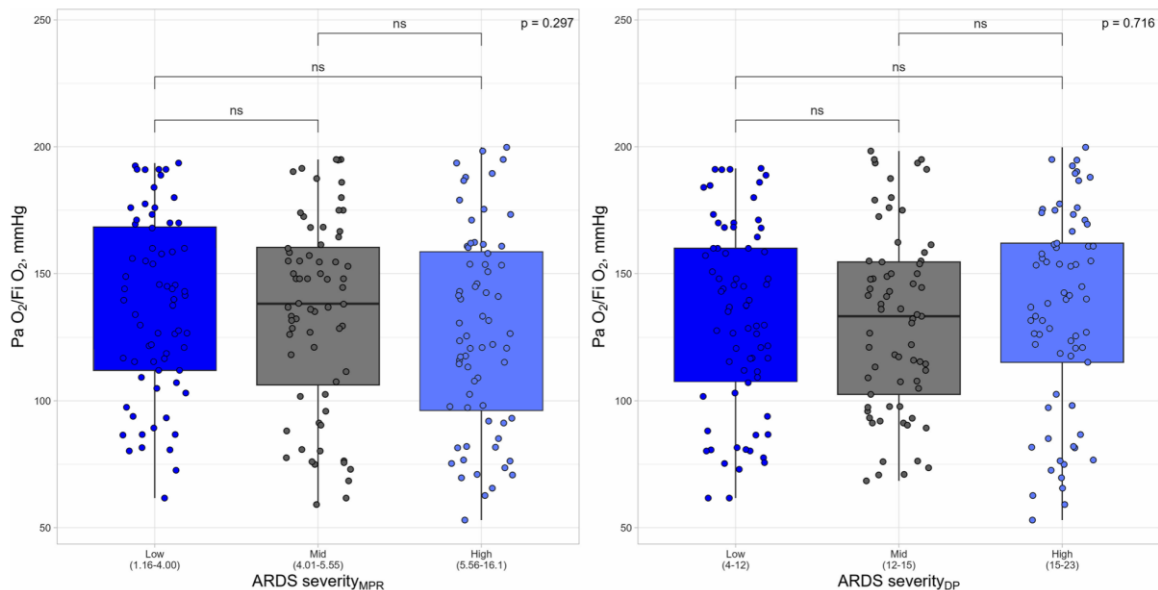 250
200
150
100
50
Pa O₂/Fi O₂, mmHg
p = 0.297
ns
ns
ns
Low
(1.16-4.00)
Mid
(4.01-5.55)
High
(5.56-16.1)
ARDS severityMPR
250
200
150
100
50
Pa O₂/Fi O₂, mmHg
p = 0.716
ns
ns
ns
Low
(4-12)
Mid
(12-15)
High
(15-23)
ARDS severityDP